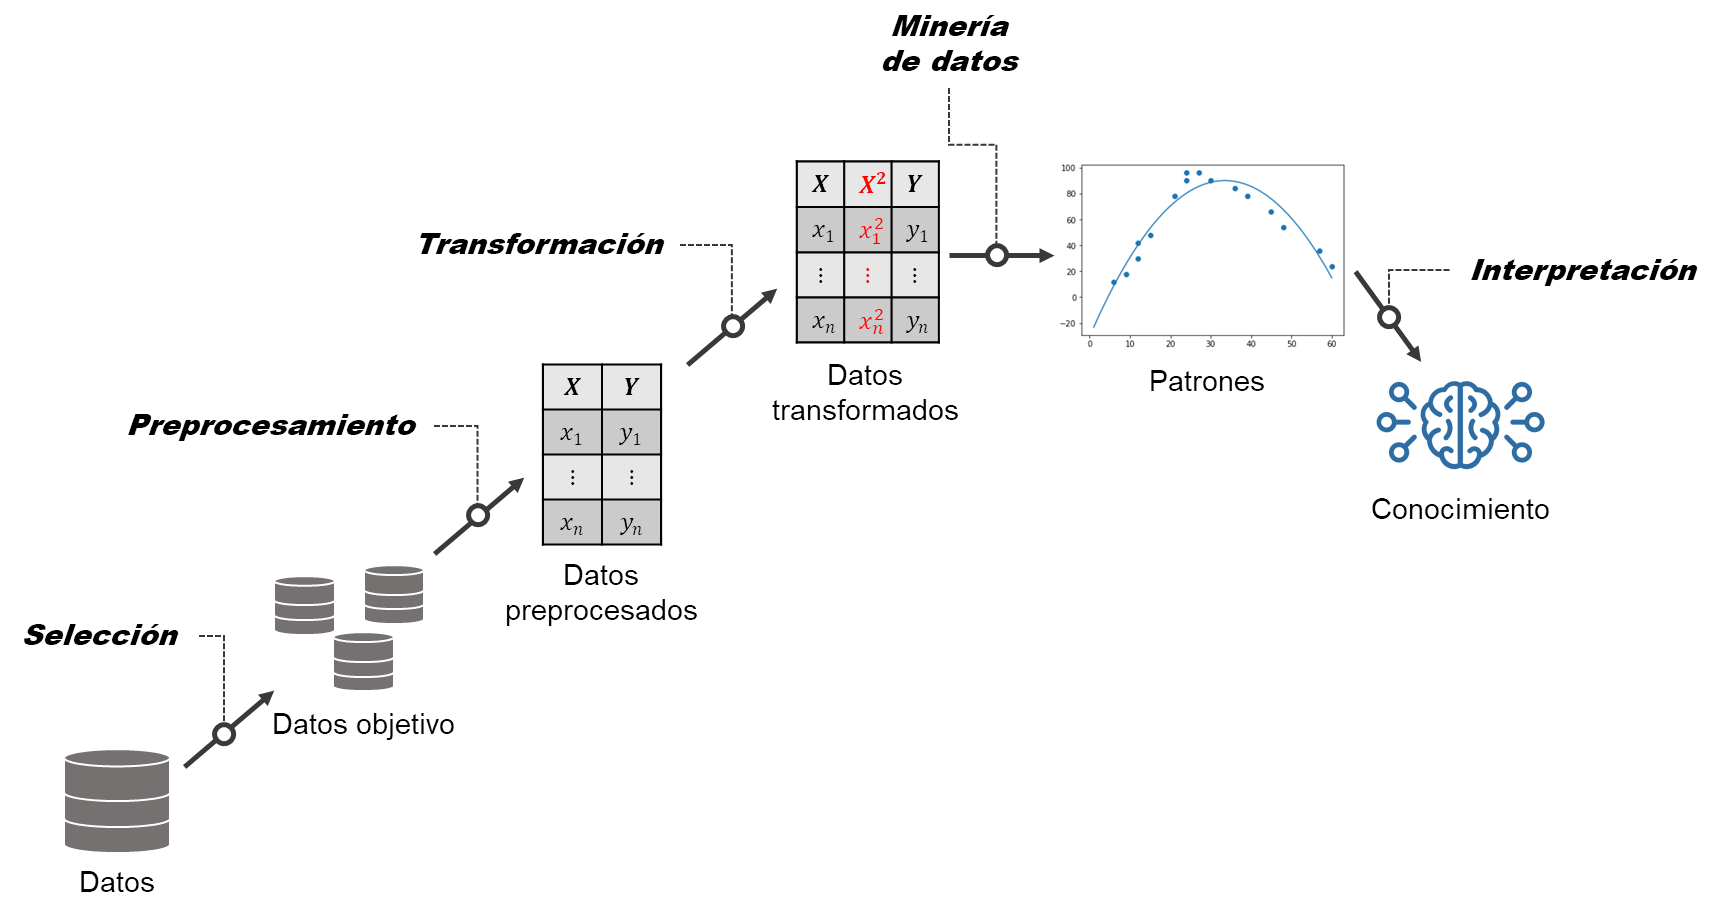 Minería
de datos
X X² Y
x₁ x₁² y₁
⋮ ⋮ ⋮
xₙ xₙ² yₙ
Datos
transformados
100
80
60
40
20
0
−20
0 10 20 30 40 50 60
Patrones
Transformación
Interpretación
Conocimiento
Preprocesamiento
X Y
x₁ y₁
⋮ ⋮
xₙ yₙ
Datos
preprocesados
Selección
Datos objetivo
Datos